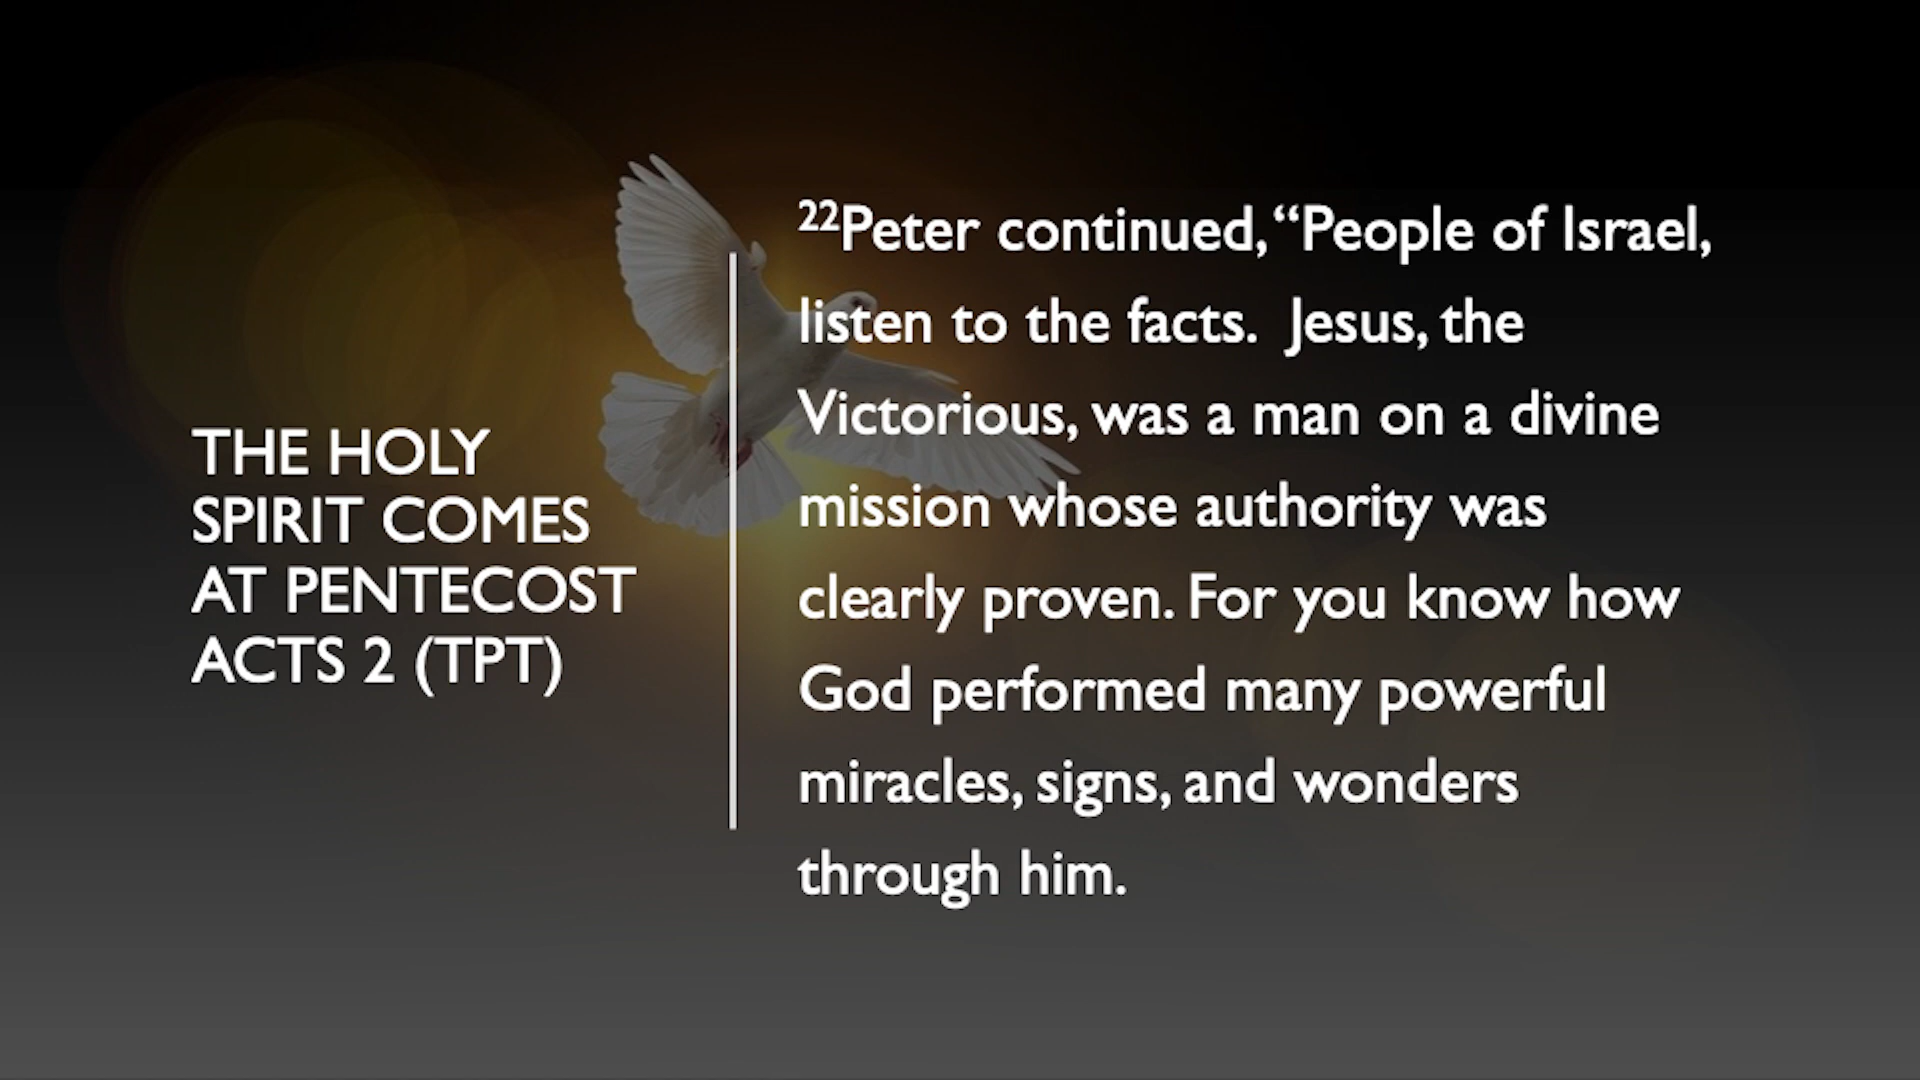 THE HOLY
SPIRIT COMES
AT PENTECOST
ACTS 2 (TPT)
²²Peter continued, “People of Israel,
listen to the facts.  Jesus, the
Victorious, was a man on a divine
mission whose authority was
clearly proven. For you know how
God performed many powerful
miracles, signs, and wonders
through him.